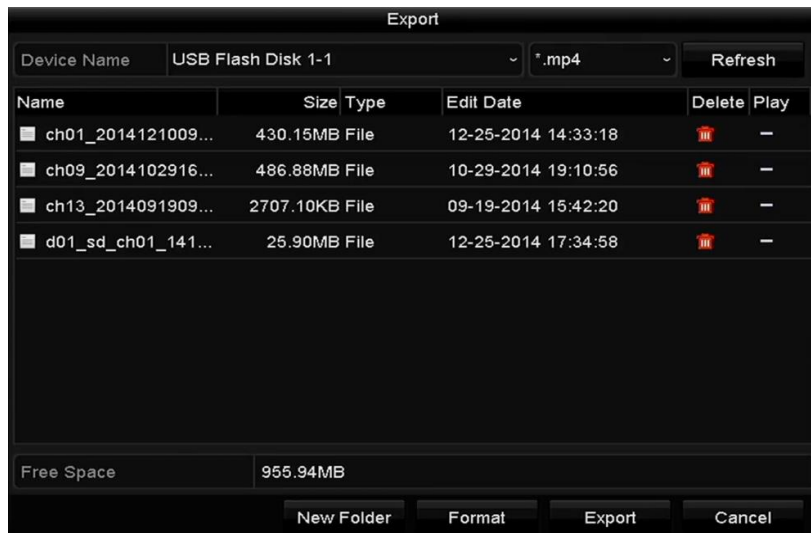 Export
Device Name USB Flash Disk 1-1 *.mp4 Refresh
Name Size Type Edit Date Delete Play
ch01_2014121009... 430.15MB File 12-25-2014 14:33:18
ch09_2014102916... 486.88MB File 10-29-2014 19:10:56
ch13_2014091909... 2707.10KB File 09-19-2014 15:42:20
d01_sd_ch01_141... 25.90MB File 12-25-2014 17:34:58
Free Space 955.94MB
New Folder Format Export Cancel